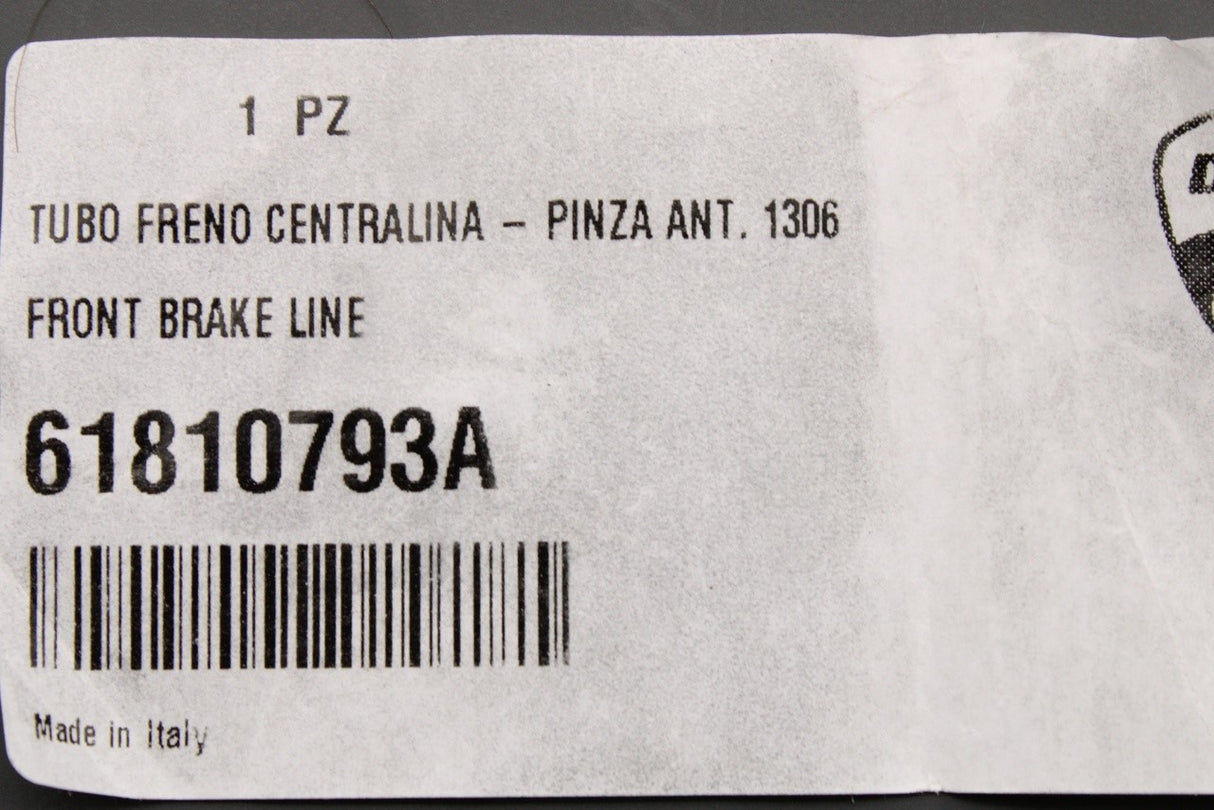 1 PZ
TUBO FRENO CENTRALINA - PINZA ANT. 1306
FRONT BRAKE LINE
61810793A
Made in Italy